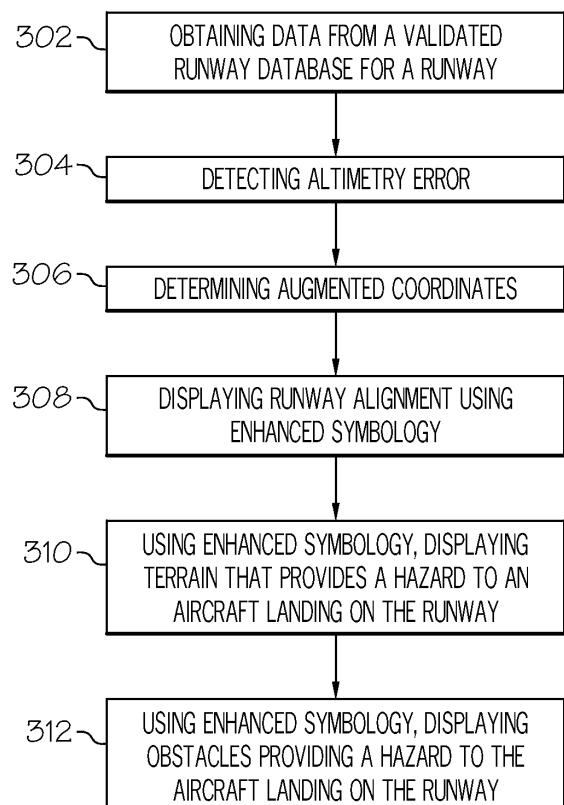 302
OBTAINING DATA FROM A VALIDATED
RUNWAY DATABASE FOR A RUNWAY
304
DETECTING ALTIMETRY ERROR
306
DETERMINING AUGMENTED COORDINATES
308
DISPLAYING RUNWAY ALIGNMENT USING
ENHANCED SYMBOLOGY
310
USING ENHANCED SYMBOLOGY, DISPLAYING
TERRAIN THAT PROVIDES A HAZARD TO AN
AIRCRAFT LANDING ON THE RUNWAY
312
USING ENHANCED SYMBOLOGY, DISPLAYING
OBSTACLES PROVIDING A HAZARD TO THE
AIRCRAFT LANDING ON THE RUNWAY